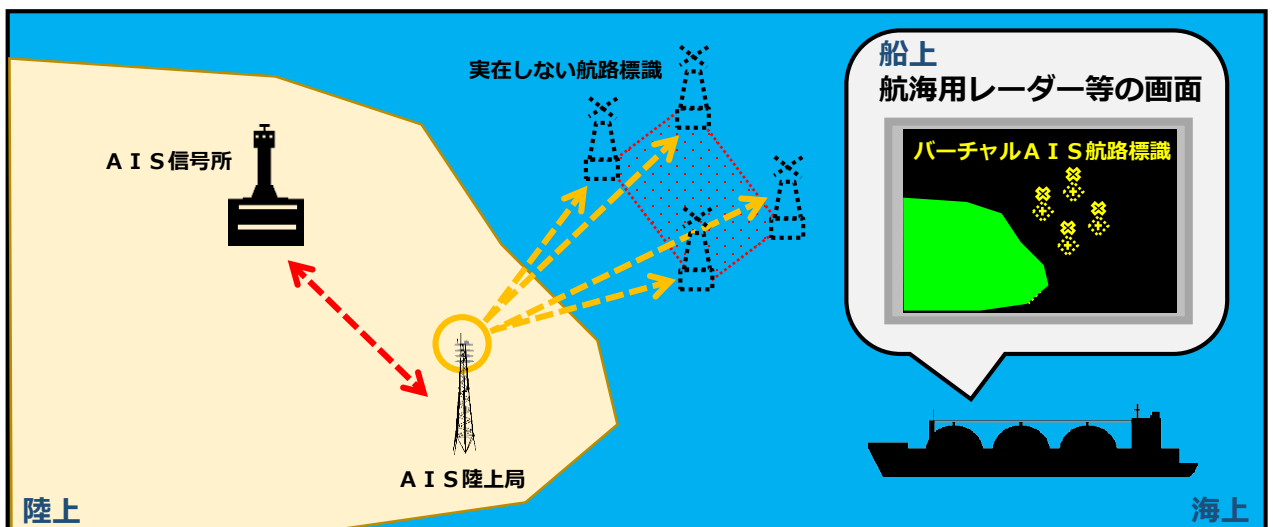 実在しない航路標識
船上
航海用レーダー等の画面
バーチャルＡＩＳ航路標識
ＡＩＳ信号所
ＡＩＳ陸上局
陸上
海上